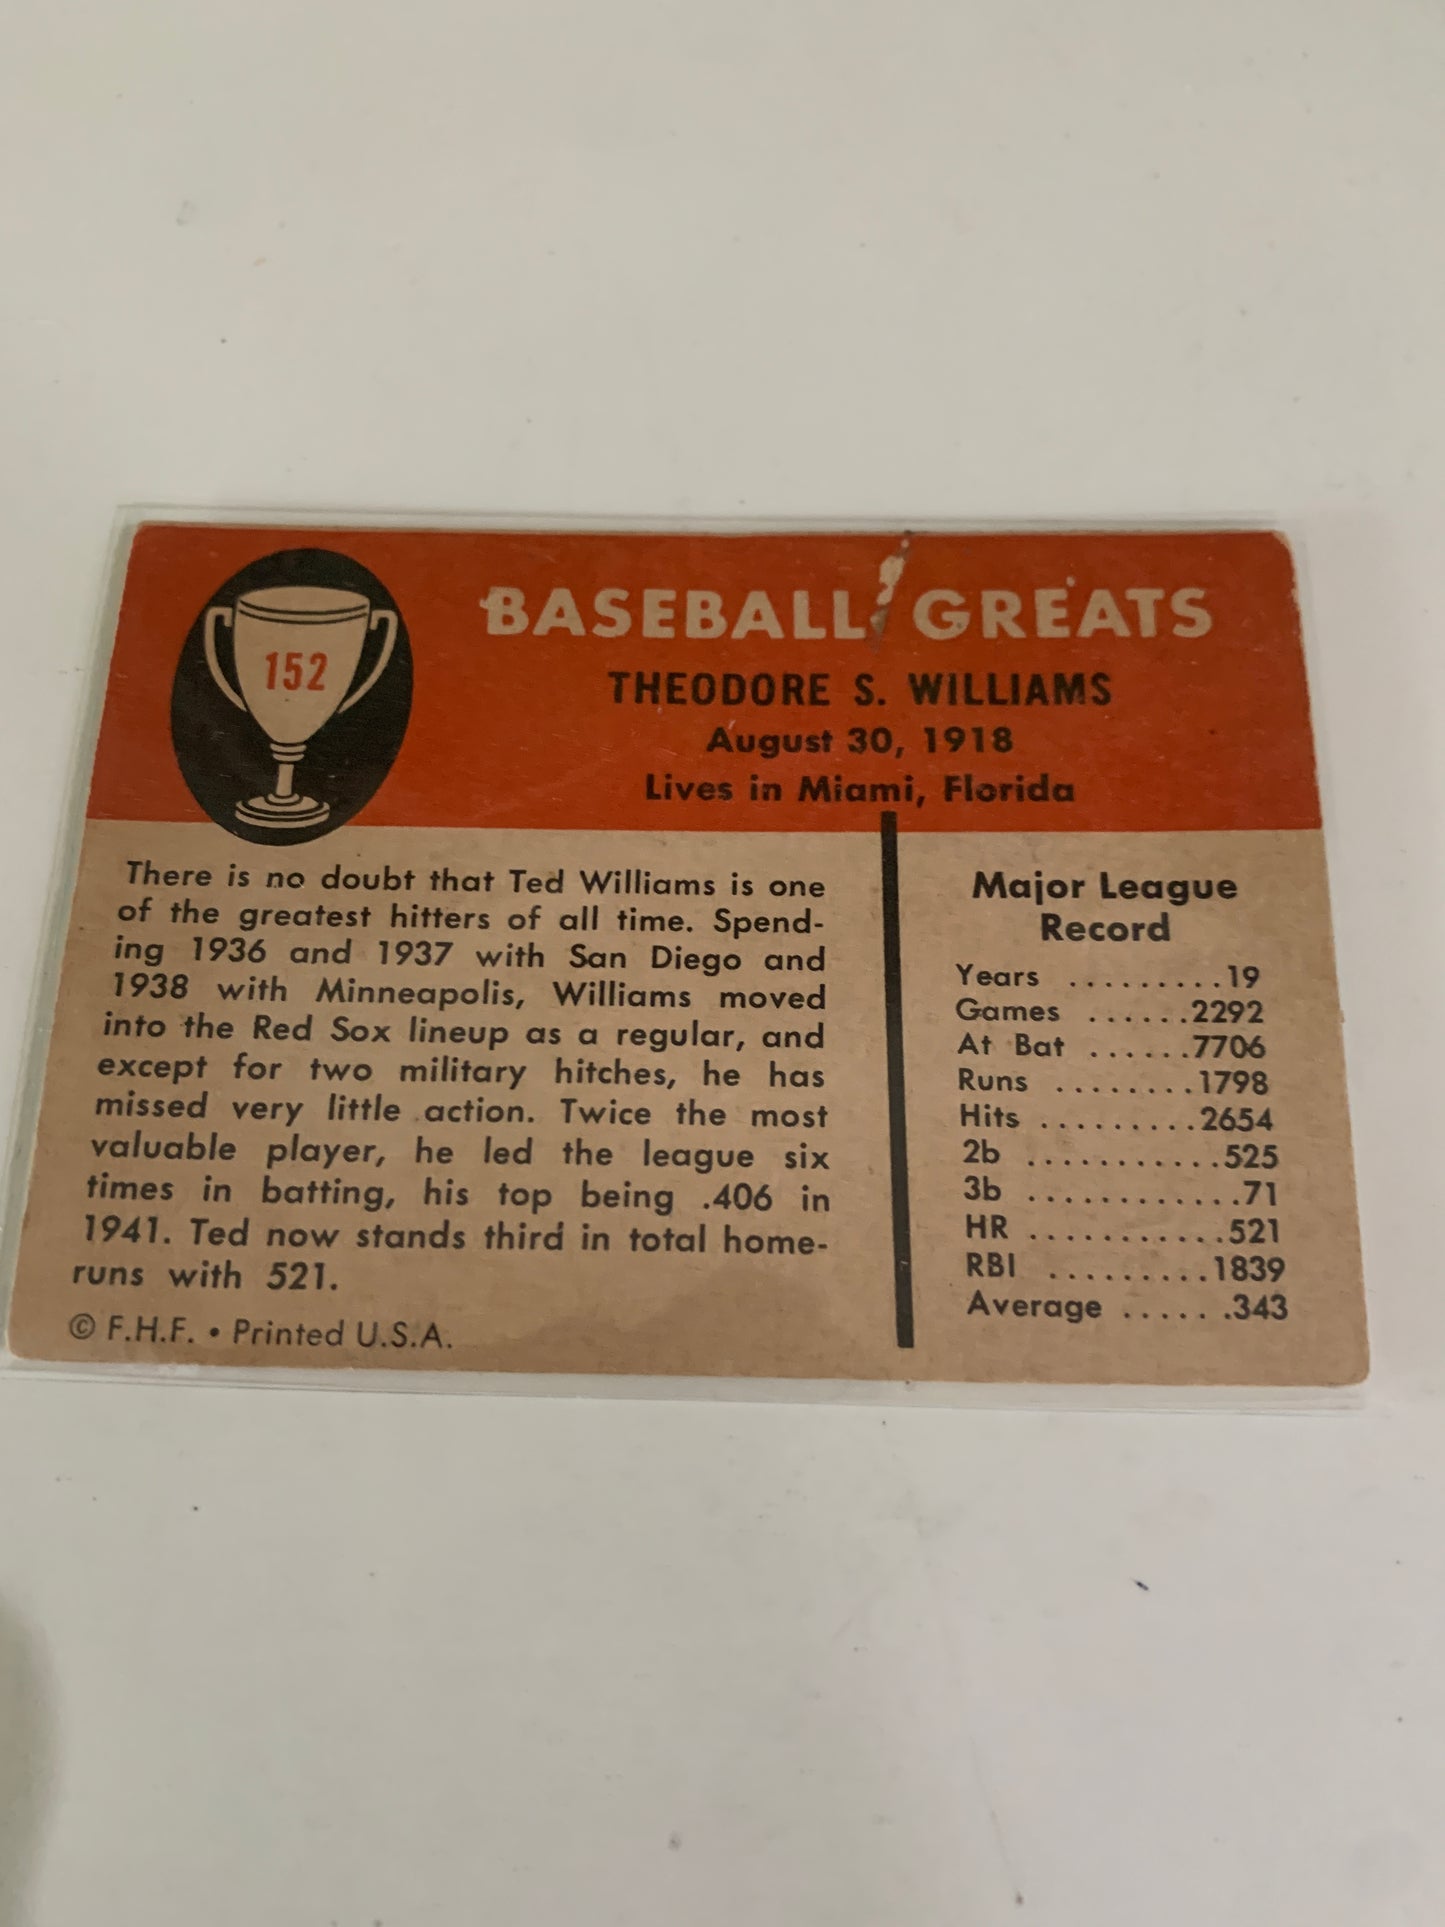 152
BASEBALL GREATS
THEODORE S. WILLIAMS
August 30, 1918
Lives in Miami, Florida
There is no doubt that Ted Williams is one
of the greatest hitters of all time. Spend-
ing 1936 and 1937 with San Diego and
1938 with Minneapolis, Williams moved
into the Red Sox lineup as a regular, and
except for two military hitches, he has
missed very little action. Twice the most
valuable player, he led the league six
times in batting, his top being .406 in
1941. Ted now stands third in total home-
runs with 521.
© F.H.F. • Printed U.S.A.
Major League
Record
Years .........19
Games ......2292
At Bat ......7706
Runs ........1798
Hits .........2654
2b ...........525
3b ............71
HR ...........521
RBI .........1839
Average ......343